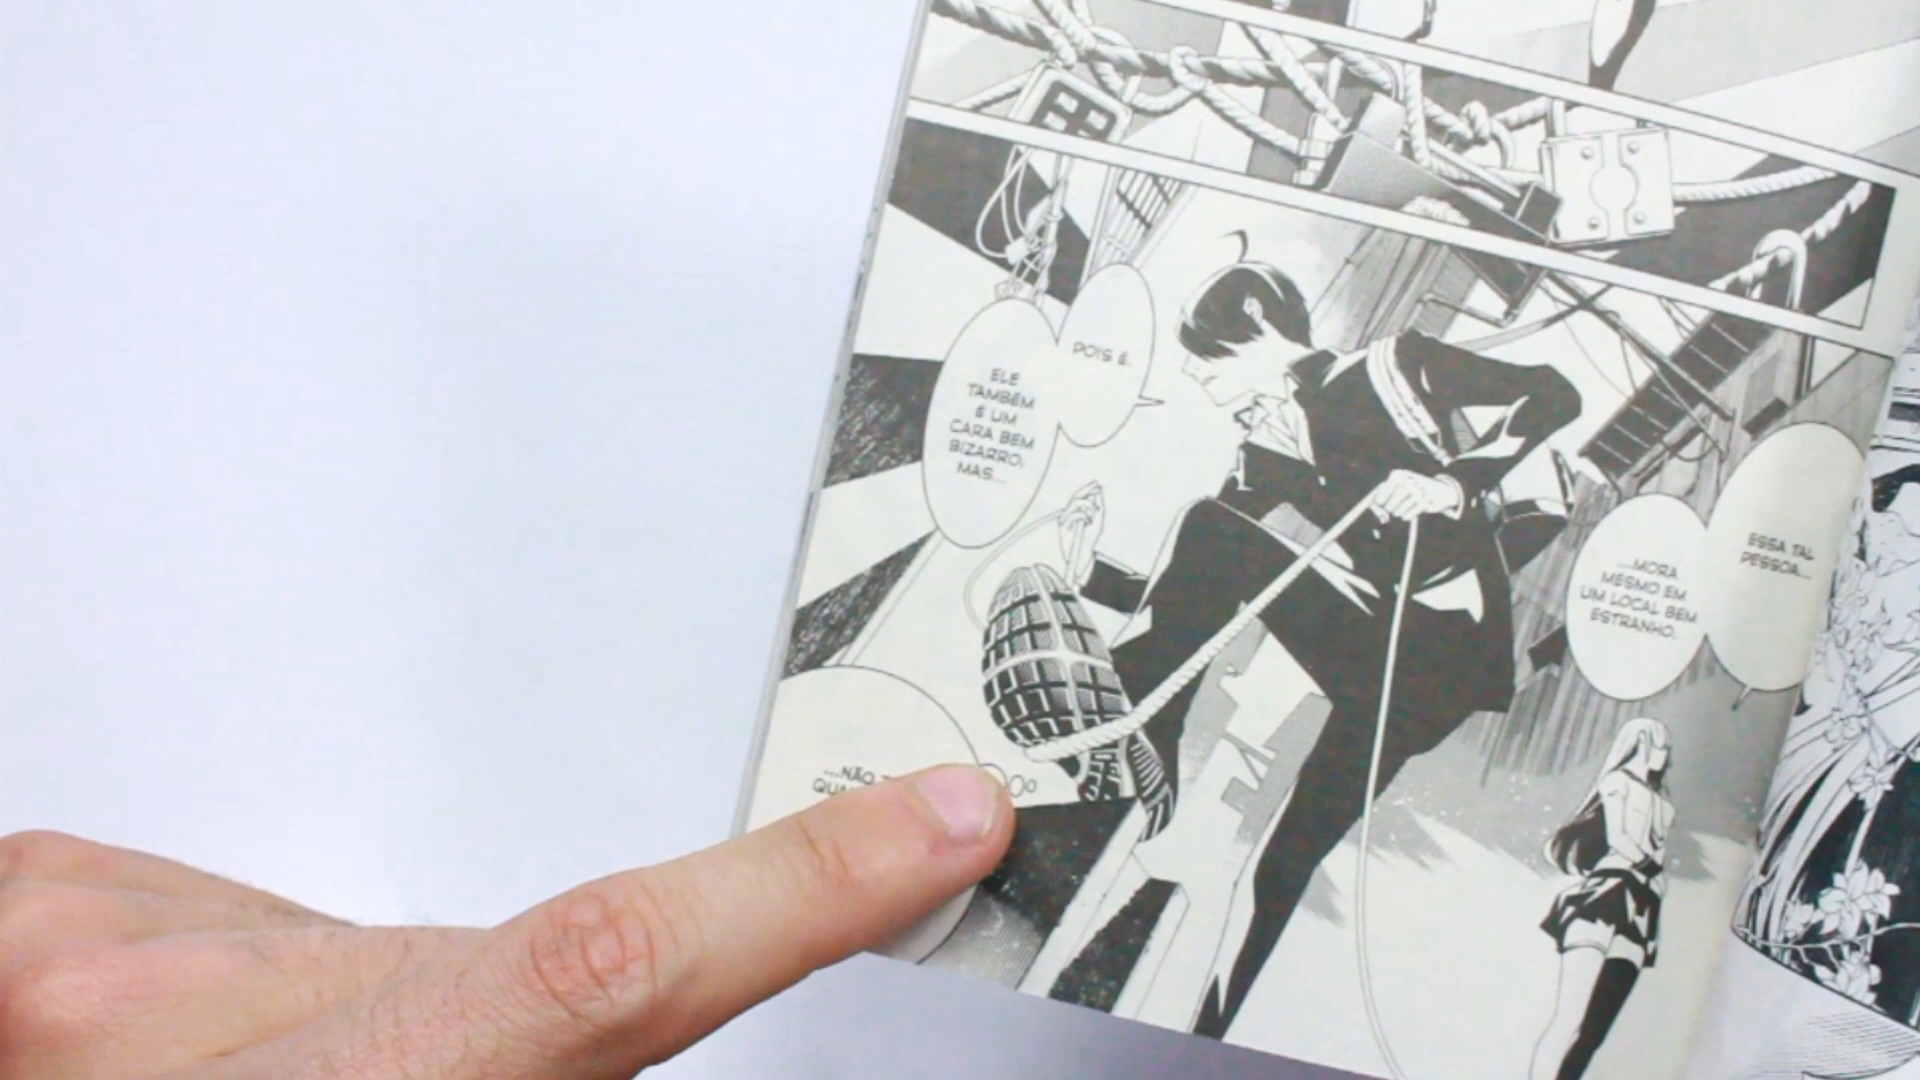 ESSA TAL
PESSOA...
...MORA
MESMO EM
UM LOCAL BEM
ESTRANHO.
POIS É.
ELE
TAMBÉM
É UM
CARA BEM
BIZARRO,
MAS...
...NÃO